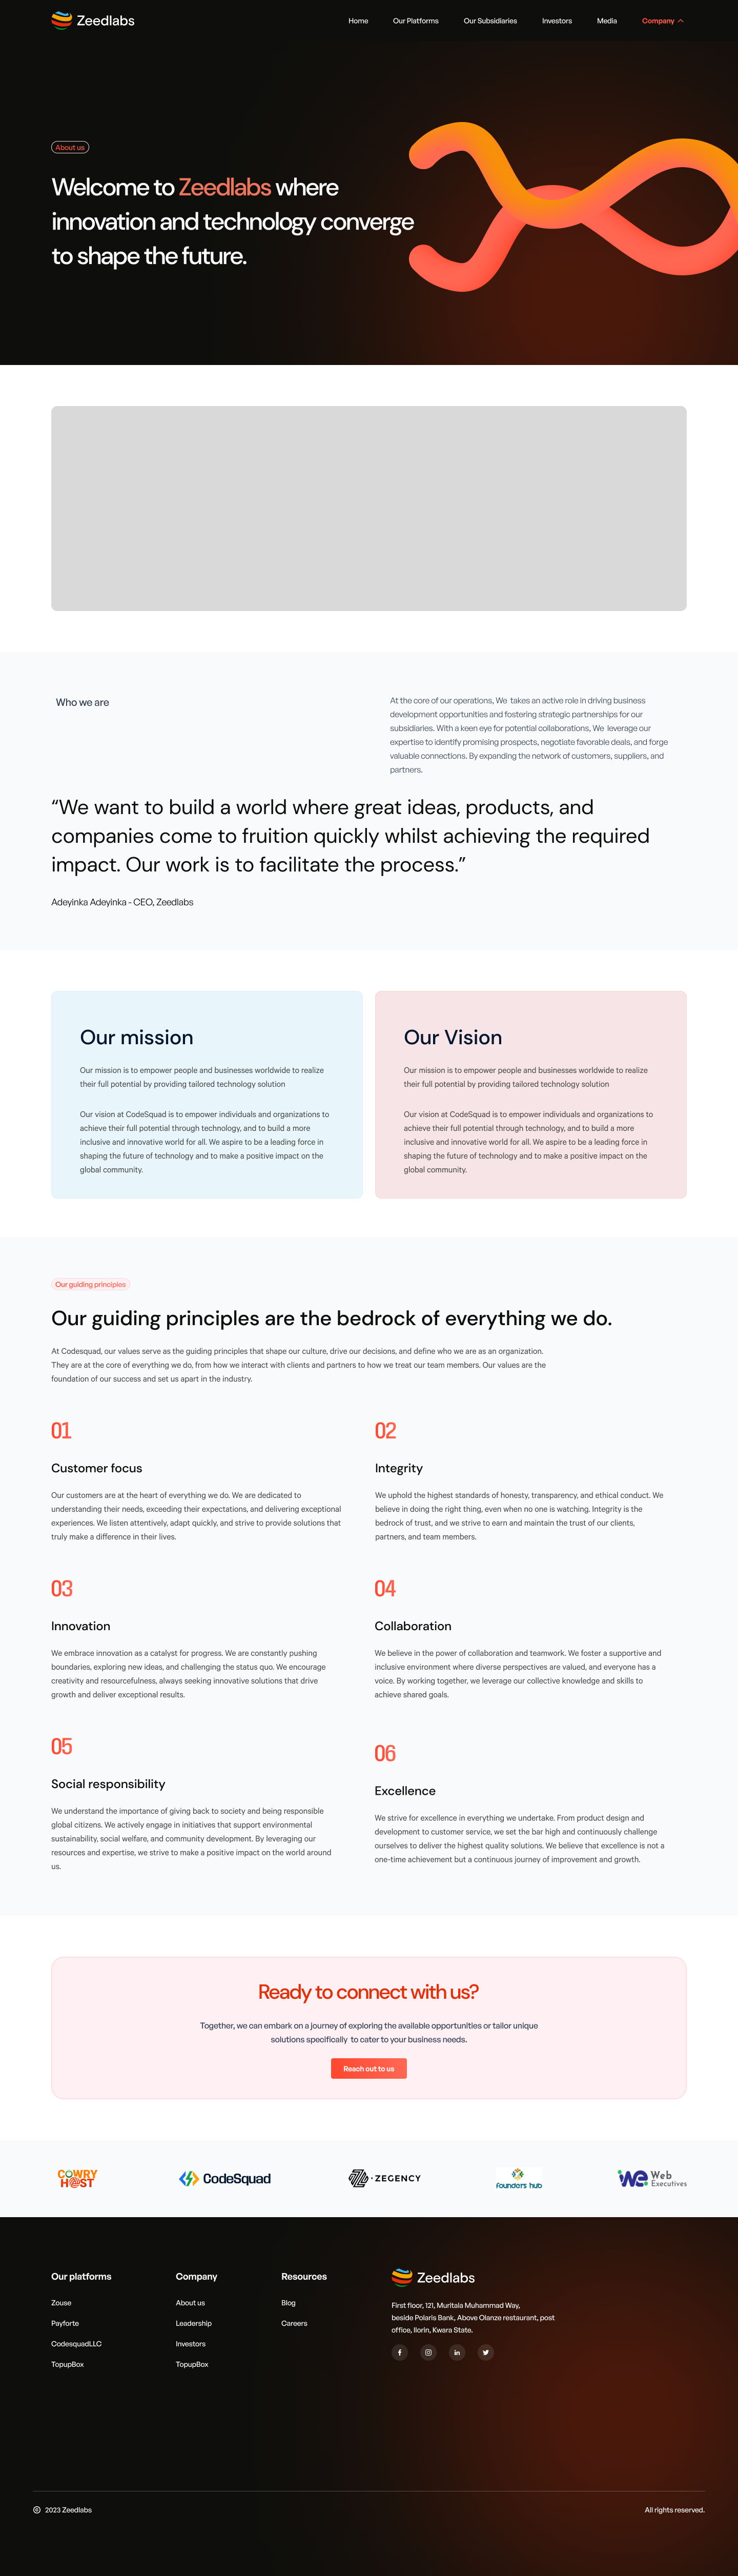 Zeedlabs
Home
Our Platforms
Our Subsidiaries
Investors
Media
Company
About us
Welcome to Zeedlabs where
innovation and technology converge
to shape the future.
Who we are
At the core of our operations, We takes an active role in driving business
development opportunities and fostering strategic partnerships for our
subsidiaries. With a keen eye for potential collaborations, We leverage our
expertise to identify promising prospects, negotiate favorable deals, and forge
valuable connections. By expanding the network of customers, suppliers, and
partners,
“We want to build a world where great ideas, products, and
companies come to fruition quickly whilst achieving the required
impact. Our work is to facilitate the process.”
Adeyinka Adeyinka - CEO, Zeedlabs
Our mission
Our mission is to empower people and businesses worldwide to realize
their full potential by providing tailored technology solution
Our vision at CodeSquad is to empower individuals and organizations to
achieve their full potential through technology, and to build a more
inclusive and innovative world for all. We aspire to be a leading force in
shaping the future of technology and to make a positive impact on the
global community.
Our Vision
Our mission is to empower people and businesses worldwide to realize
their full potential by providing tailored technology solution
Our vision at CodeSquad is to empower individuals and organizations to
achieve their full potential through technology, and to build a more
inclusive and innovative world for all. We aspire to be a leading force in
shaping the future of technology and to make a positive impact on the
global community.
Our guiding principles
Our guiding principles are the bedrock of everything we do.
At Codesquad, our values serve as the guiding principles that shape our culture, drive our decisions, and define who we are as an organization.
They are at the core of everything we do, from how we interact with clients and partners to how we treat our team members. Our values are the
foundation of our success and set us apart in the industry.
01
Customer focus
Our customers are at the heart of everything we do. We are dedicated to
understanding their needs, exceeding their expectations, and delivering exceptional
experiences. We listen attentively, adapt quickly, and strive to provide solutions that
truly make a difference in their lives.
02
Integrity
We uphold the highest standards of honesty, transparency, and ethical conduct. We
believe in doing the right thing, even when no one is watching. Integrity is the
bedrock of trust, and we strive to earn and maintain the trust of our clients,
partners, and team members.
03
Innovation
We embrace innovation as a catalyst for progress. We are constantly pushing
boundaries, exploring new ideas, and challenging the status quo. We encourage
creativity and resourcefulness, always seeking innovative solutions that drive
growth and deliver exceptional results.
04
Collaboration
We believe in the power of collaboration and teamwork. We foster a supportive and
inclusive environment where diverse perspectives are valued, and everyone has a
voice. By working together, we leverage our collective knowledge and skills to
achieve shared goals.
05
Social responsibility
We understand the importance of giving back to society and being responsible
global citizens. We actively engage in initiatives that support environmental
sustainability, social welfare, and community development. By leveraging our
resources and expertise, we strive to make a positive impact on the world around
us.
06
Excellence
We strive for excellence in everything we undertake. From product design and
development to customer service, we set the bar high and continuously challenge
ourselves to deliver the highest quality solutions. We believe that excellence is not a
one-time achievement but a continuous journey of improvement and growth.
Ready to connect with us?
Together, we can embark on a journey of exploring the available opportunities or tailor unique
solutions specifically to cater to your business needs.
Reach out to us
COWRY
H@ST
CodeSquad
ZEGENCY
founders hub
we Web
Executives
Our platforms
Zouse
Payforte
CodesquadLLC
TopupBox
Company
About us
Leadership
Investors
TopupBox
Resources
Blog
Careers
Zeedlabs
First floor, 121, Muritala Muhammad Way,
beside Polaris Bank, Above Olanze restaurant, post
office, Ilorin, Kwara State.
© 2023 Zeedlabs
All rights reserved.